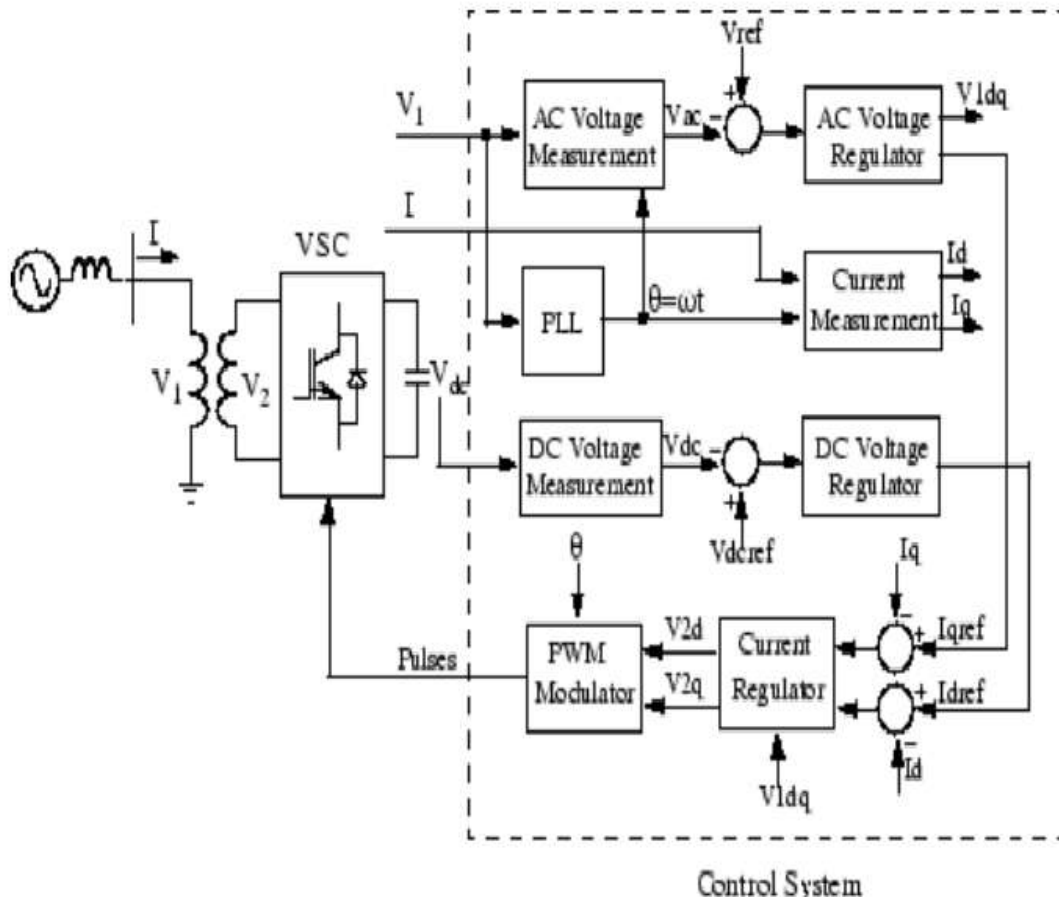 Vref
V1
AC Voltage
Measurement
Vac
-
+
AC Voltage
Regulator
V1dq
I
I
VSC
PLL
θ=ωt
Current
Measurement
Id
Iq
V1
V2
Vdc
DC Voltage
Measurement
Vdc
-
+
Vdcref
DC Voltage
Regulator
θ
Iq
-
+
Iqref
+
Idref
-
Id
Pulses
PWM
Modulator
V2d
V2q
Current
Regulator
V1dq
Control System